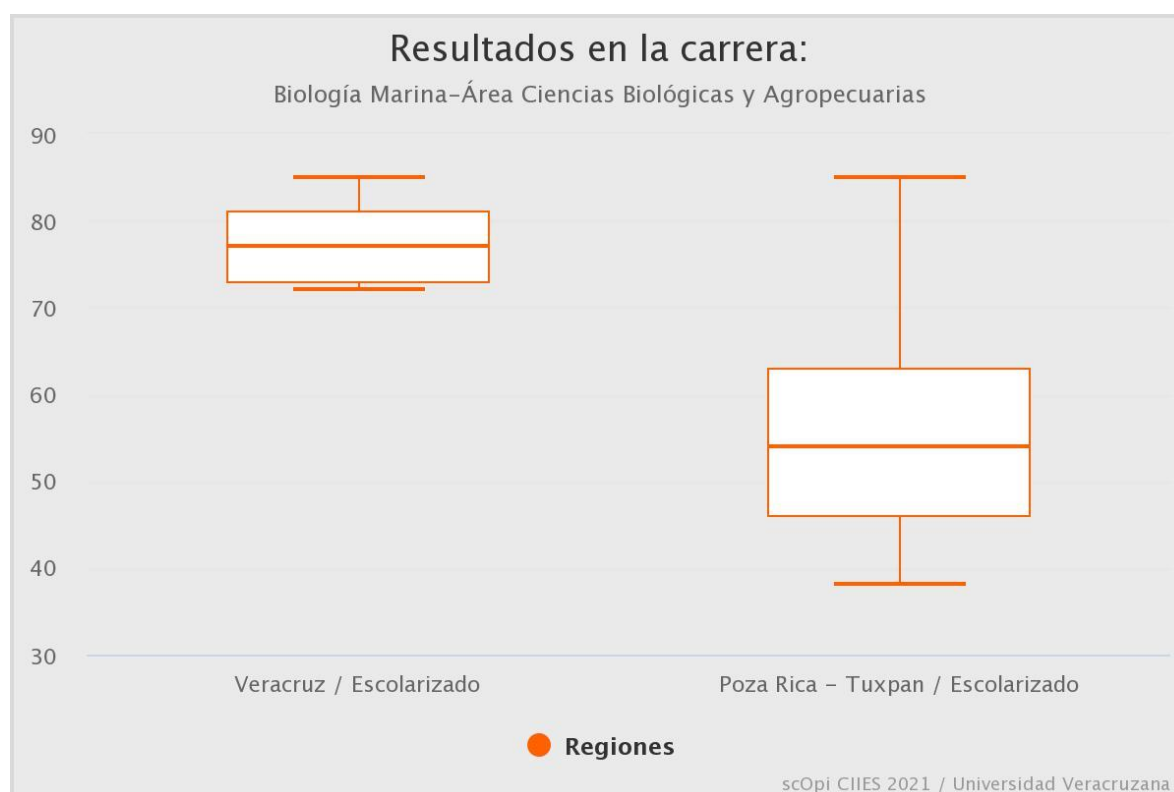 Resultados en la carrera:
Biología Marina-Área Ciencias Biológicas y Agropecuarias
90
80
70
60
50
40
30
Veracruz / Escolarizado
Poza Rica - Tuxpan / Escolarizado
Regiones
scOpi CIIES 2021 / Universidad Veracruzana